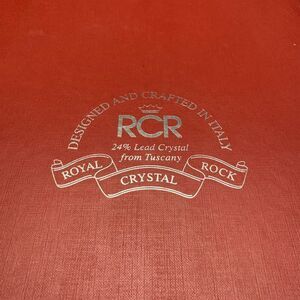 DESIGNED AND CRAFTED IN ITALY
RCR
24% Lead Crystal
from Tuscany
ROYAL CRYSTAL ROCK